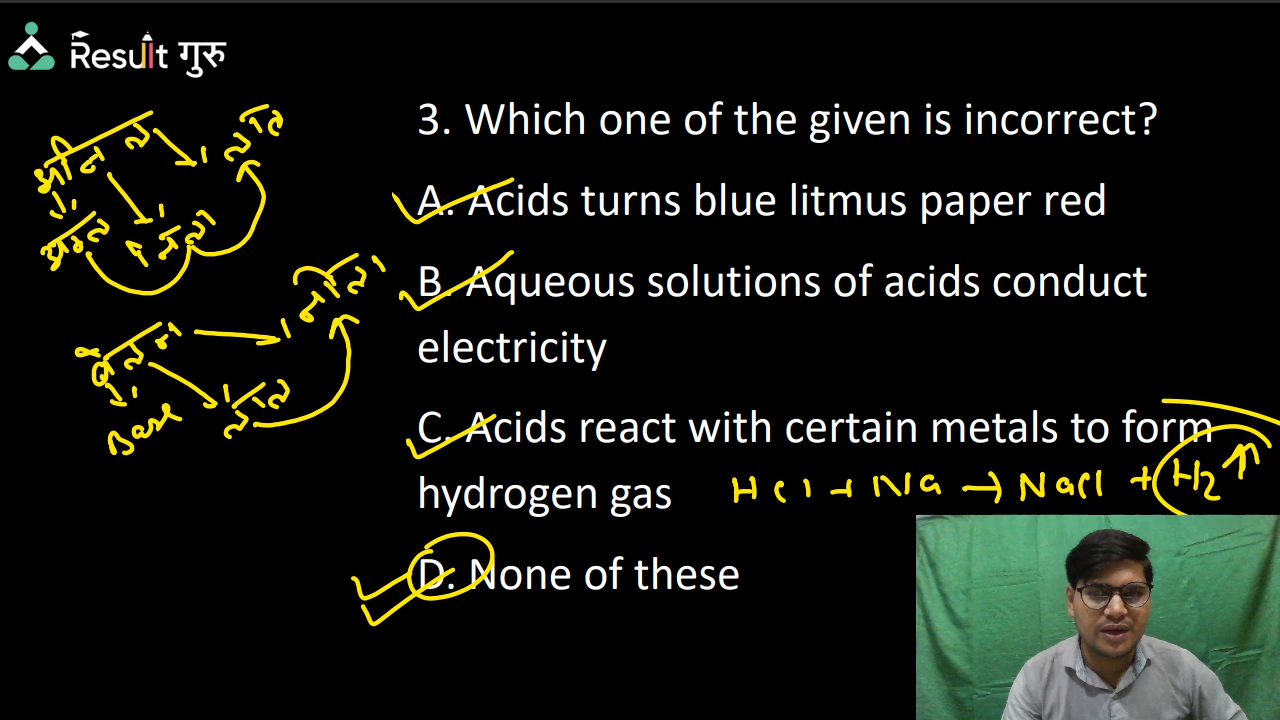 Result गुरु
3. Which one of the given is incorrect?
A. Acids turns blue litmus paper red
B. Aqueous solutions of acids conduct
electricity
C. Acids react with certain metals to form
hydrogen gas
HCl + Na → NaCl + H2 ↑
D. None of these
Base